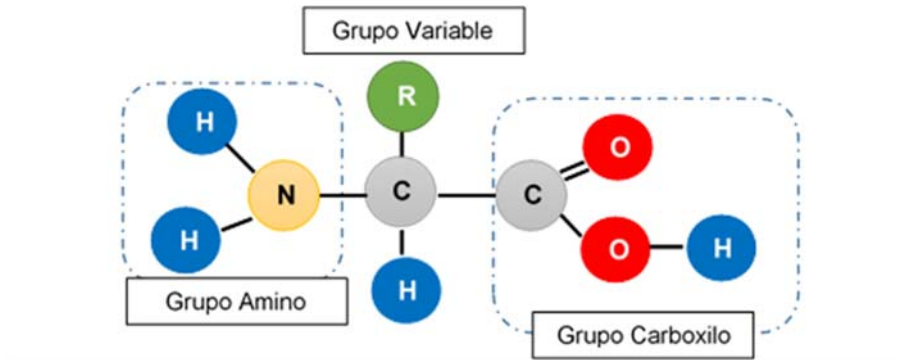 Grupo Variable
R
H
O
N
C
C
H
O
H
H
Grupo Amino
Grupo Carboxilo